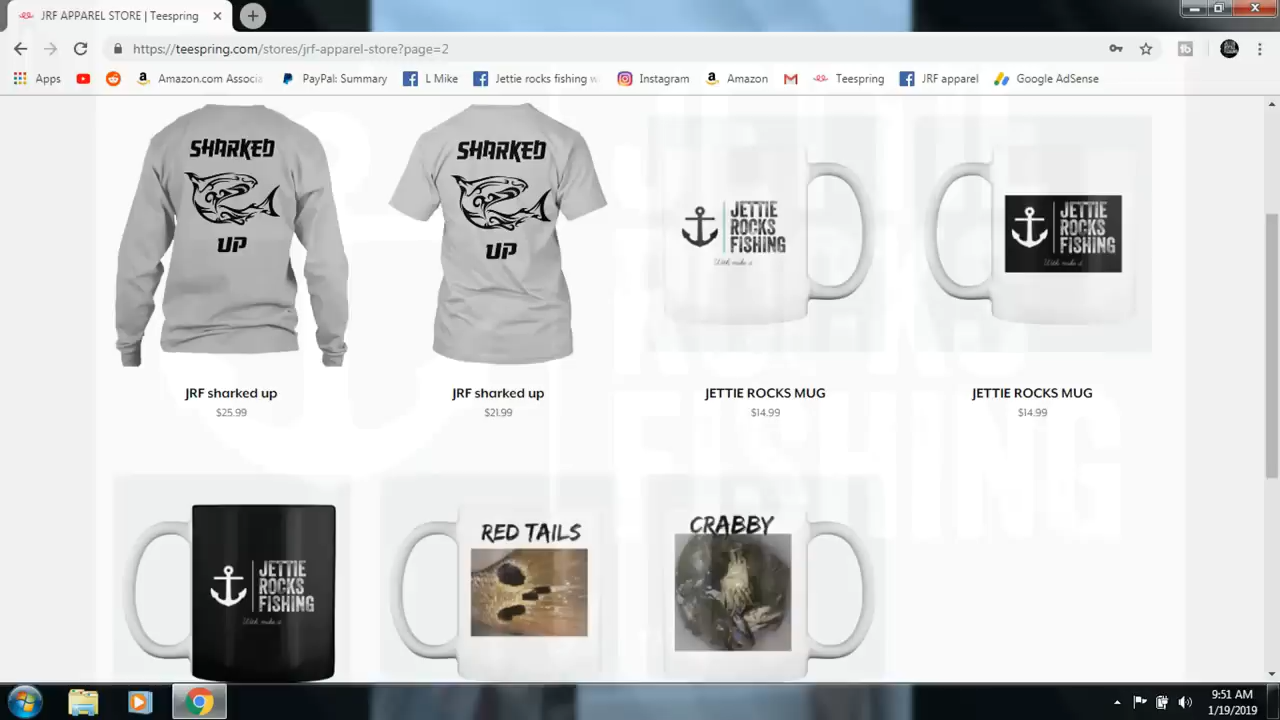 JRF APPAREL STORE | Teespring
https://teespring.com/stores/jrf-apparel-store?page=2
Apps
Amazon.com Associa
PayPal: Summary
L Mike
Jettie rocks fishing w
Instagram
Amazon
Teespring
JRF apparel
Google AdSense
SHARKED
UP
SHARKED
UP
JETTIE
ROCKS
FISHING
JETTIE
ROCKS
FISHING
JRF sharked up
$25.99
JRF sharked up
$21.99
JETTIE ROCKS MUG
$14.99
JETTIE ROCKS MUG
$14.99
JETTIE
ROCKS
FISHING
RED TAILS
CRABBY
FISHING
9:51 AM
1/19/2019